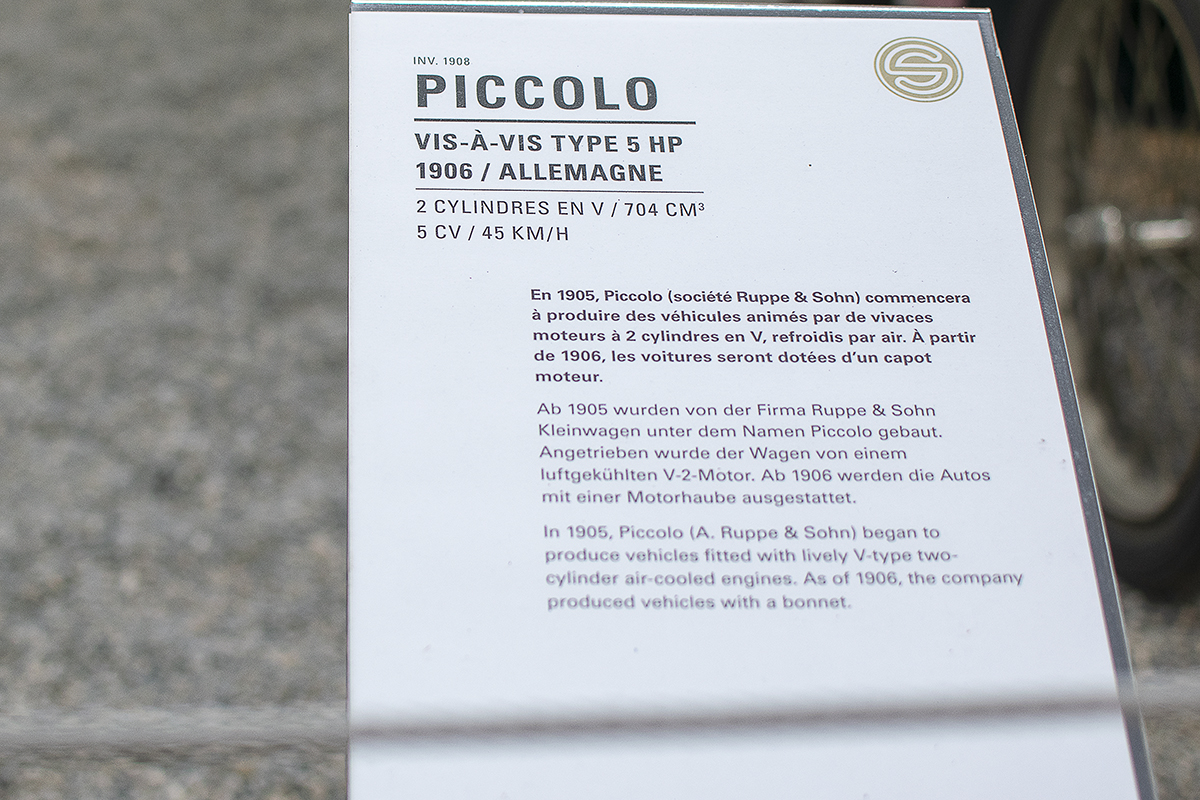 INV. 1908
PICCOLO
VIS-À-VIS TYPE 5 HP
1906 / ALLEMAGNE
2 CYLINDRES EN V / 704 CM³
5 CV / 45 KM/H
En 1905, Piccolo (société Ruppe & Sohn) commencera
à produire des véhicules animés par de vivaces
moteurs à 2 cylindres en V, refroidis par air. À partir
de 1906, les voitures seront dotées d'un capot
moteur.
Ab 1905 wurden von der Firma Ruppe & Sohn
Kleinwagen unter dem Namen Piccolo gebaut.
Angetrieben wurde der Wagen von einem
luftgekühlten V-2-Motor. Ab 1906 werden die Autos
mit einer Motorhaube ausgestattet.
In 1905, Piccolo (A. Ruppe & Sohn) began to
produce vehicles fitted with lively V-type two-
cylinder air-cooled engines. As of 1906, the company
produced vehicles with a bonnet.